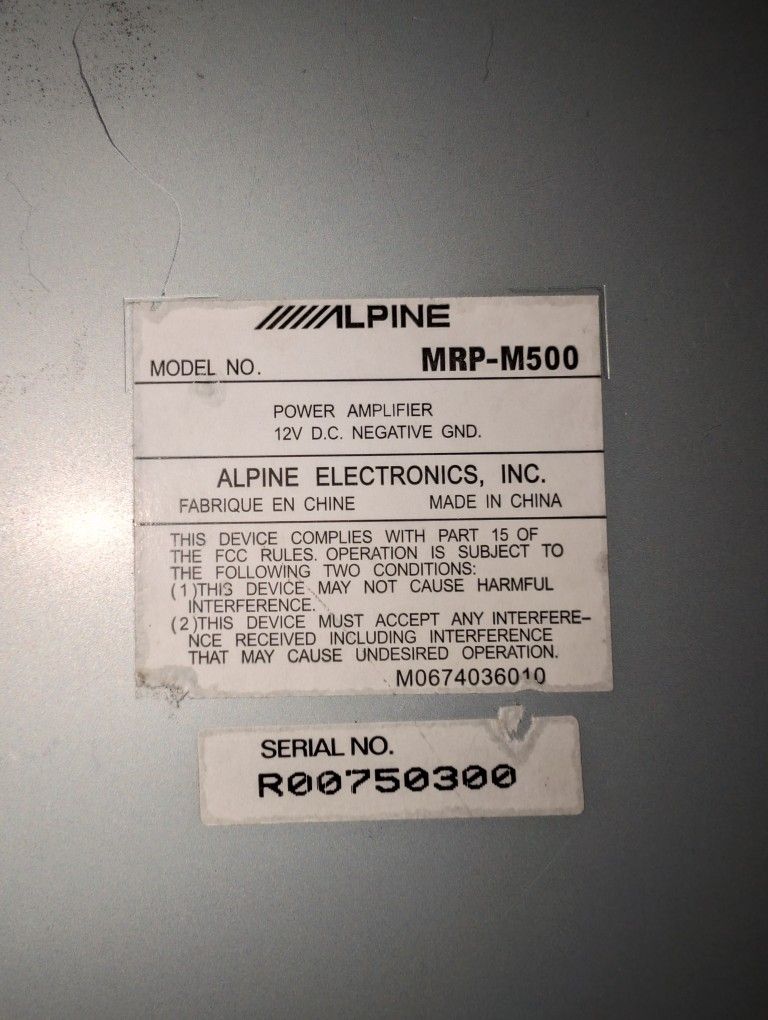 ALPINE
MODEL NO. MRP-M500
POWER AMPLIFIER
12V D.C. NEGATIVE GND.
ALPINE ELECTRONICS, INC.
FABRIQUE EN CHINE MADE IN CHINA
THIS DEVICE COMPLIES WITH PART 15 OF
THE FCC RULES. OPERATION IS SUBJECT TO
THE FOLLOWING TWO CONDITIONS:
(1)THIS DEVICE MAY NOT CAUSE HARMFUL
INTERFERENCE.
(2)THIS DEVICE MUST ACCEPT ANY INTERFERE-
NCE RECEIVED INCLUDING INTERFERENCE
THAT MAY CAUSE UNDESIRED OPERATION.
M0674036010
SERIAL NO.
R00750300